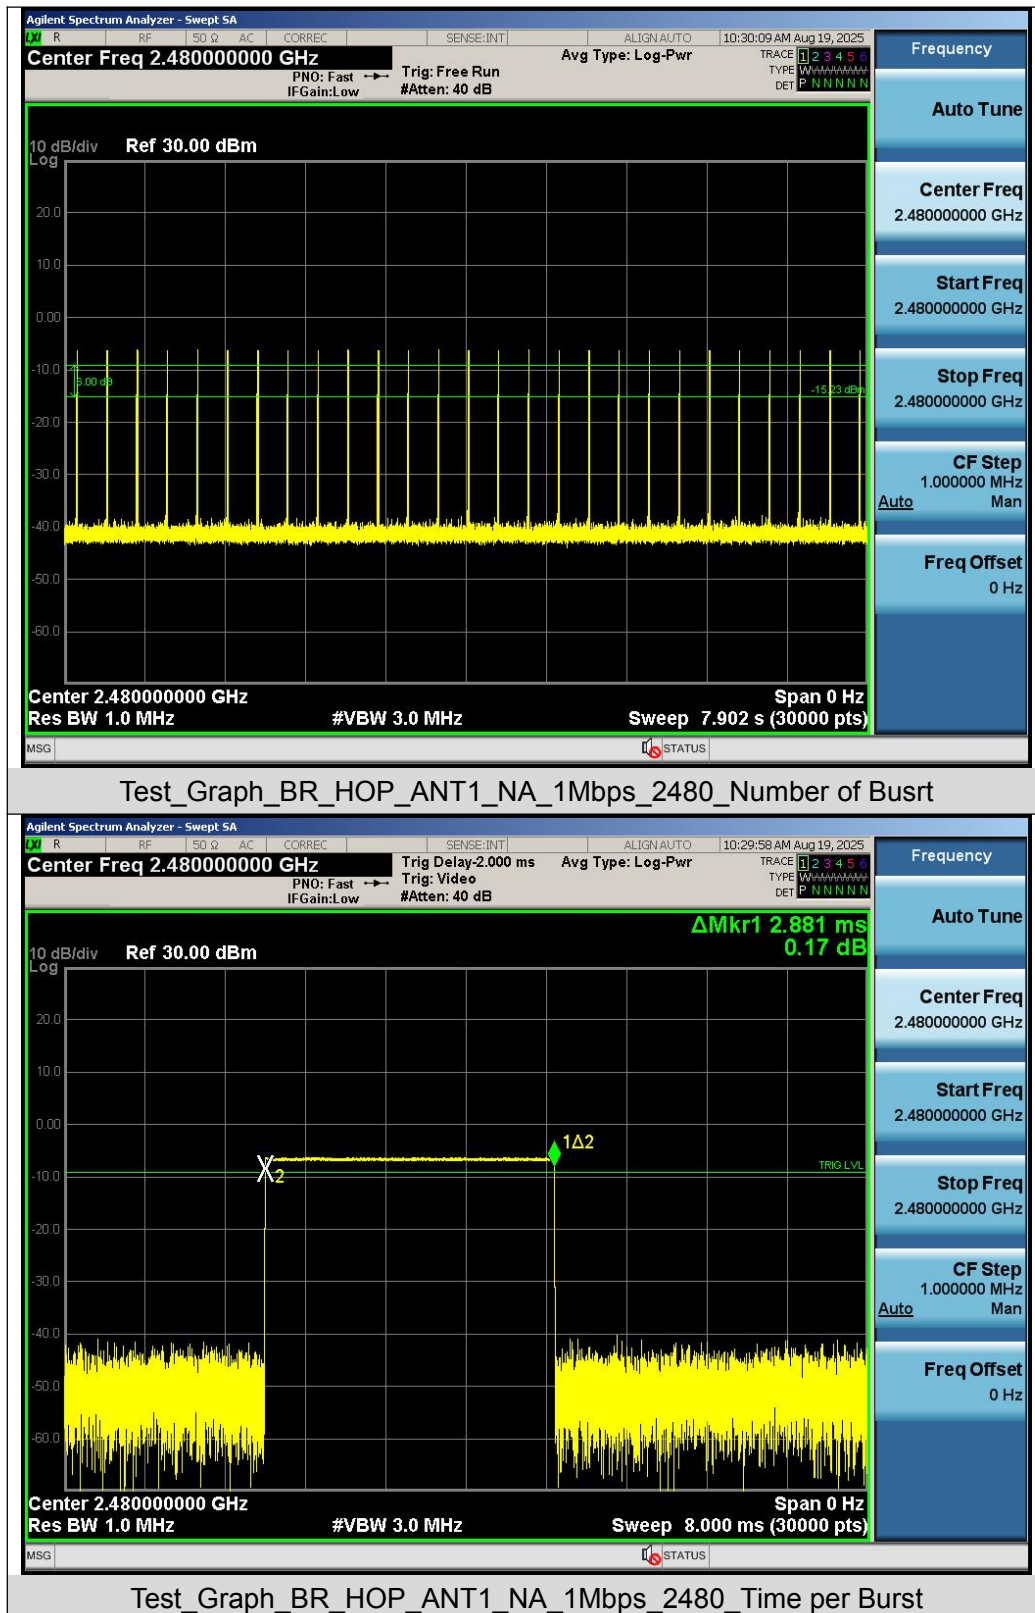 Agilent Spectrum Analyzer - Swept SA
LXI R RF 50 Ω AC CORREC SENSE:INT ALIGN AUTO 10:30:09 AM Aug 19, 2025
Center Freq 2.480000000 GHz
PNO: Fast
IFGain:Low
Trig: Free Run
#Atten: 40 dB
Avg Type: Log-Pwr
TRACE 1 2 3 4 5 6
TYPE W
DET P N N N N N
10 dB/div Ref 30.00 dBm
Log
20.0
10.0
0.00
-10.0
6.00 dB
-15.23 dBm
-20.0
-30.0
-40.0
-50.0
-60.0
Center 2.480000000 GHz Span 0 Hz
Res BW 1.0 MHz #VBW 3.0 MHz Sweep 7.902 s (30000 pts)
MSG STATUS
Frequency
Auto Tune
Center Freq
2.480000000 GHz
Start Freq
2.480000000 GHz
Stop Freq
2.480000000 GHz
CF Step
1.000000 MHz
Auto Man
Freq Offset
0 Hz
Test_Graph_BR_HOP_ANT1_NA_1Mbps_2480_Number of Busrt
Agilent Spectrum Analyzer - Swept SA
LXI R RF 50 Ω AC CORREC SENSE:INT ALIGN AUTO 10:29:58 AM Aug 19, 2025
Center Freq 2.480000000 GHz
PNO: Fast
IFGain:Low
Trig Delay-2.000 ms
Trig: Video
#Atten: 40 dB
Avg Type: Log-Pwr
TRACE 1 2 3 4 5 6
TYPE W
DET P N N N N N
ΔMkr1 2.881 ms
0.17 dB
10 dB/div Ref 30.00 dBm
Log
20.0
10.0
0.00
1Δ2
TRIG LVL
-10.0
2
-20.0
-30.0
-40.0
-50.0
-60.0
Center 2.480000000 GHz Span 0 Hz
Res BW 1.0 MHz #VBW 3.0 MHz Sweep 8.000 ms (30000 pts)
MSG STATUS
Frequency
Auto Tune
Center Freq
2.480000000 GHz
Start Freq
2.480000000 GHz
Stop Freq
2.480000000 GHz
CF Step
1.000000 MHz
Auto Man
Freq Offset
0 Hz
Test_Graph_BR_HOP_ANT1_NA_1Mbps_2480_Time per Burst